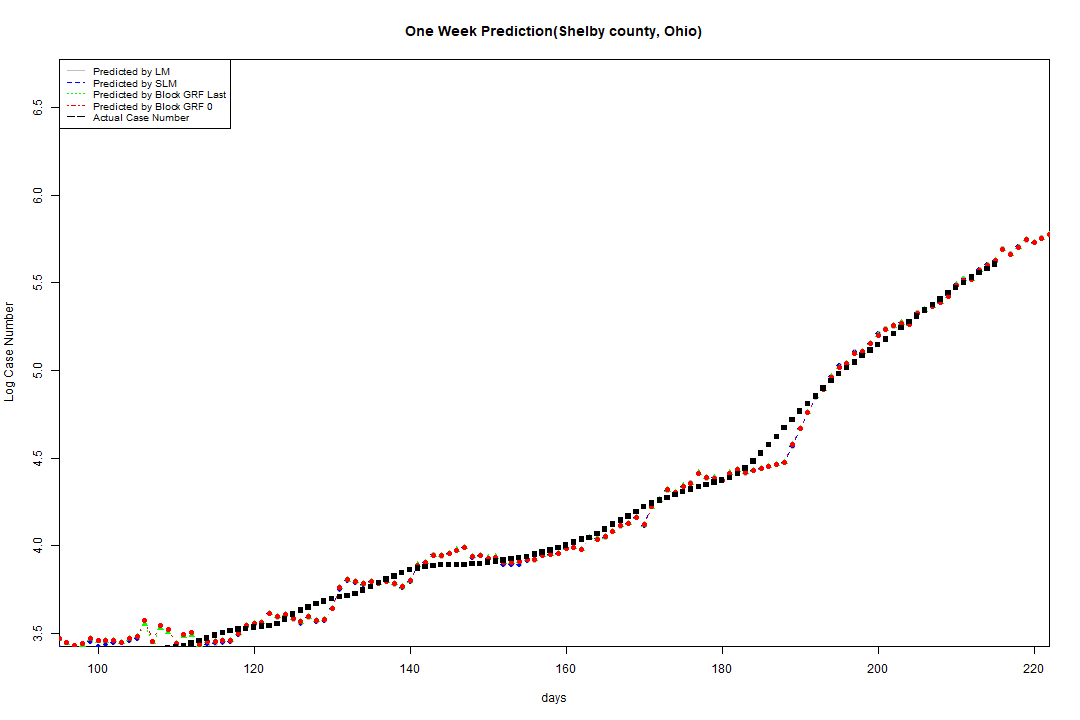 One Week Prediction(Shelby county, Ohio)
Predicted by LM
Predicted by SLM
Predicted by Block GRF Last
Predicted by Block GRF 0
Actual Case Number
6.5
6.0
5.5
5.0
4.5
4.0
3.5
Log Case Number
100 120 140 160 180 200 220
days